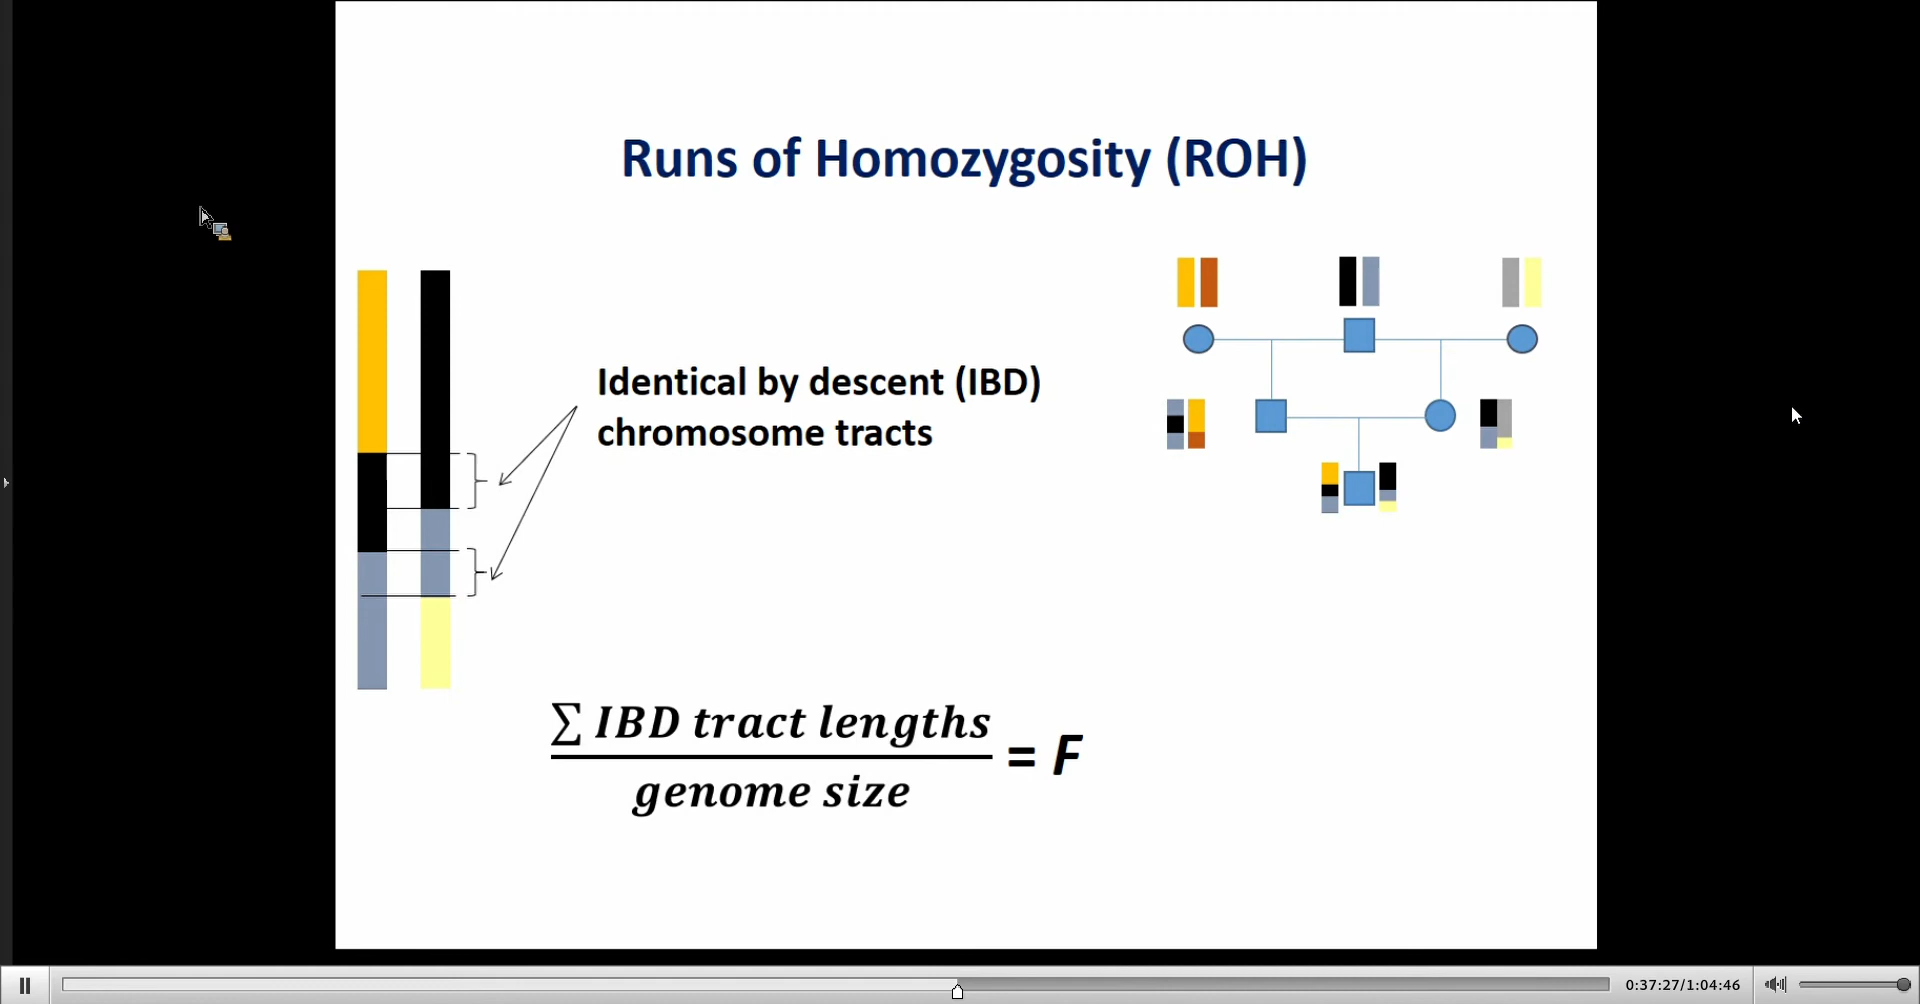 Runs of Homozygosity (ROH)
Identical by descent (IBD)
chromosome tracts
∑ IBD tract lengths
genome size
= F
0:37:27/1:04:46